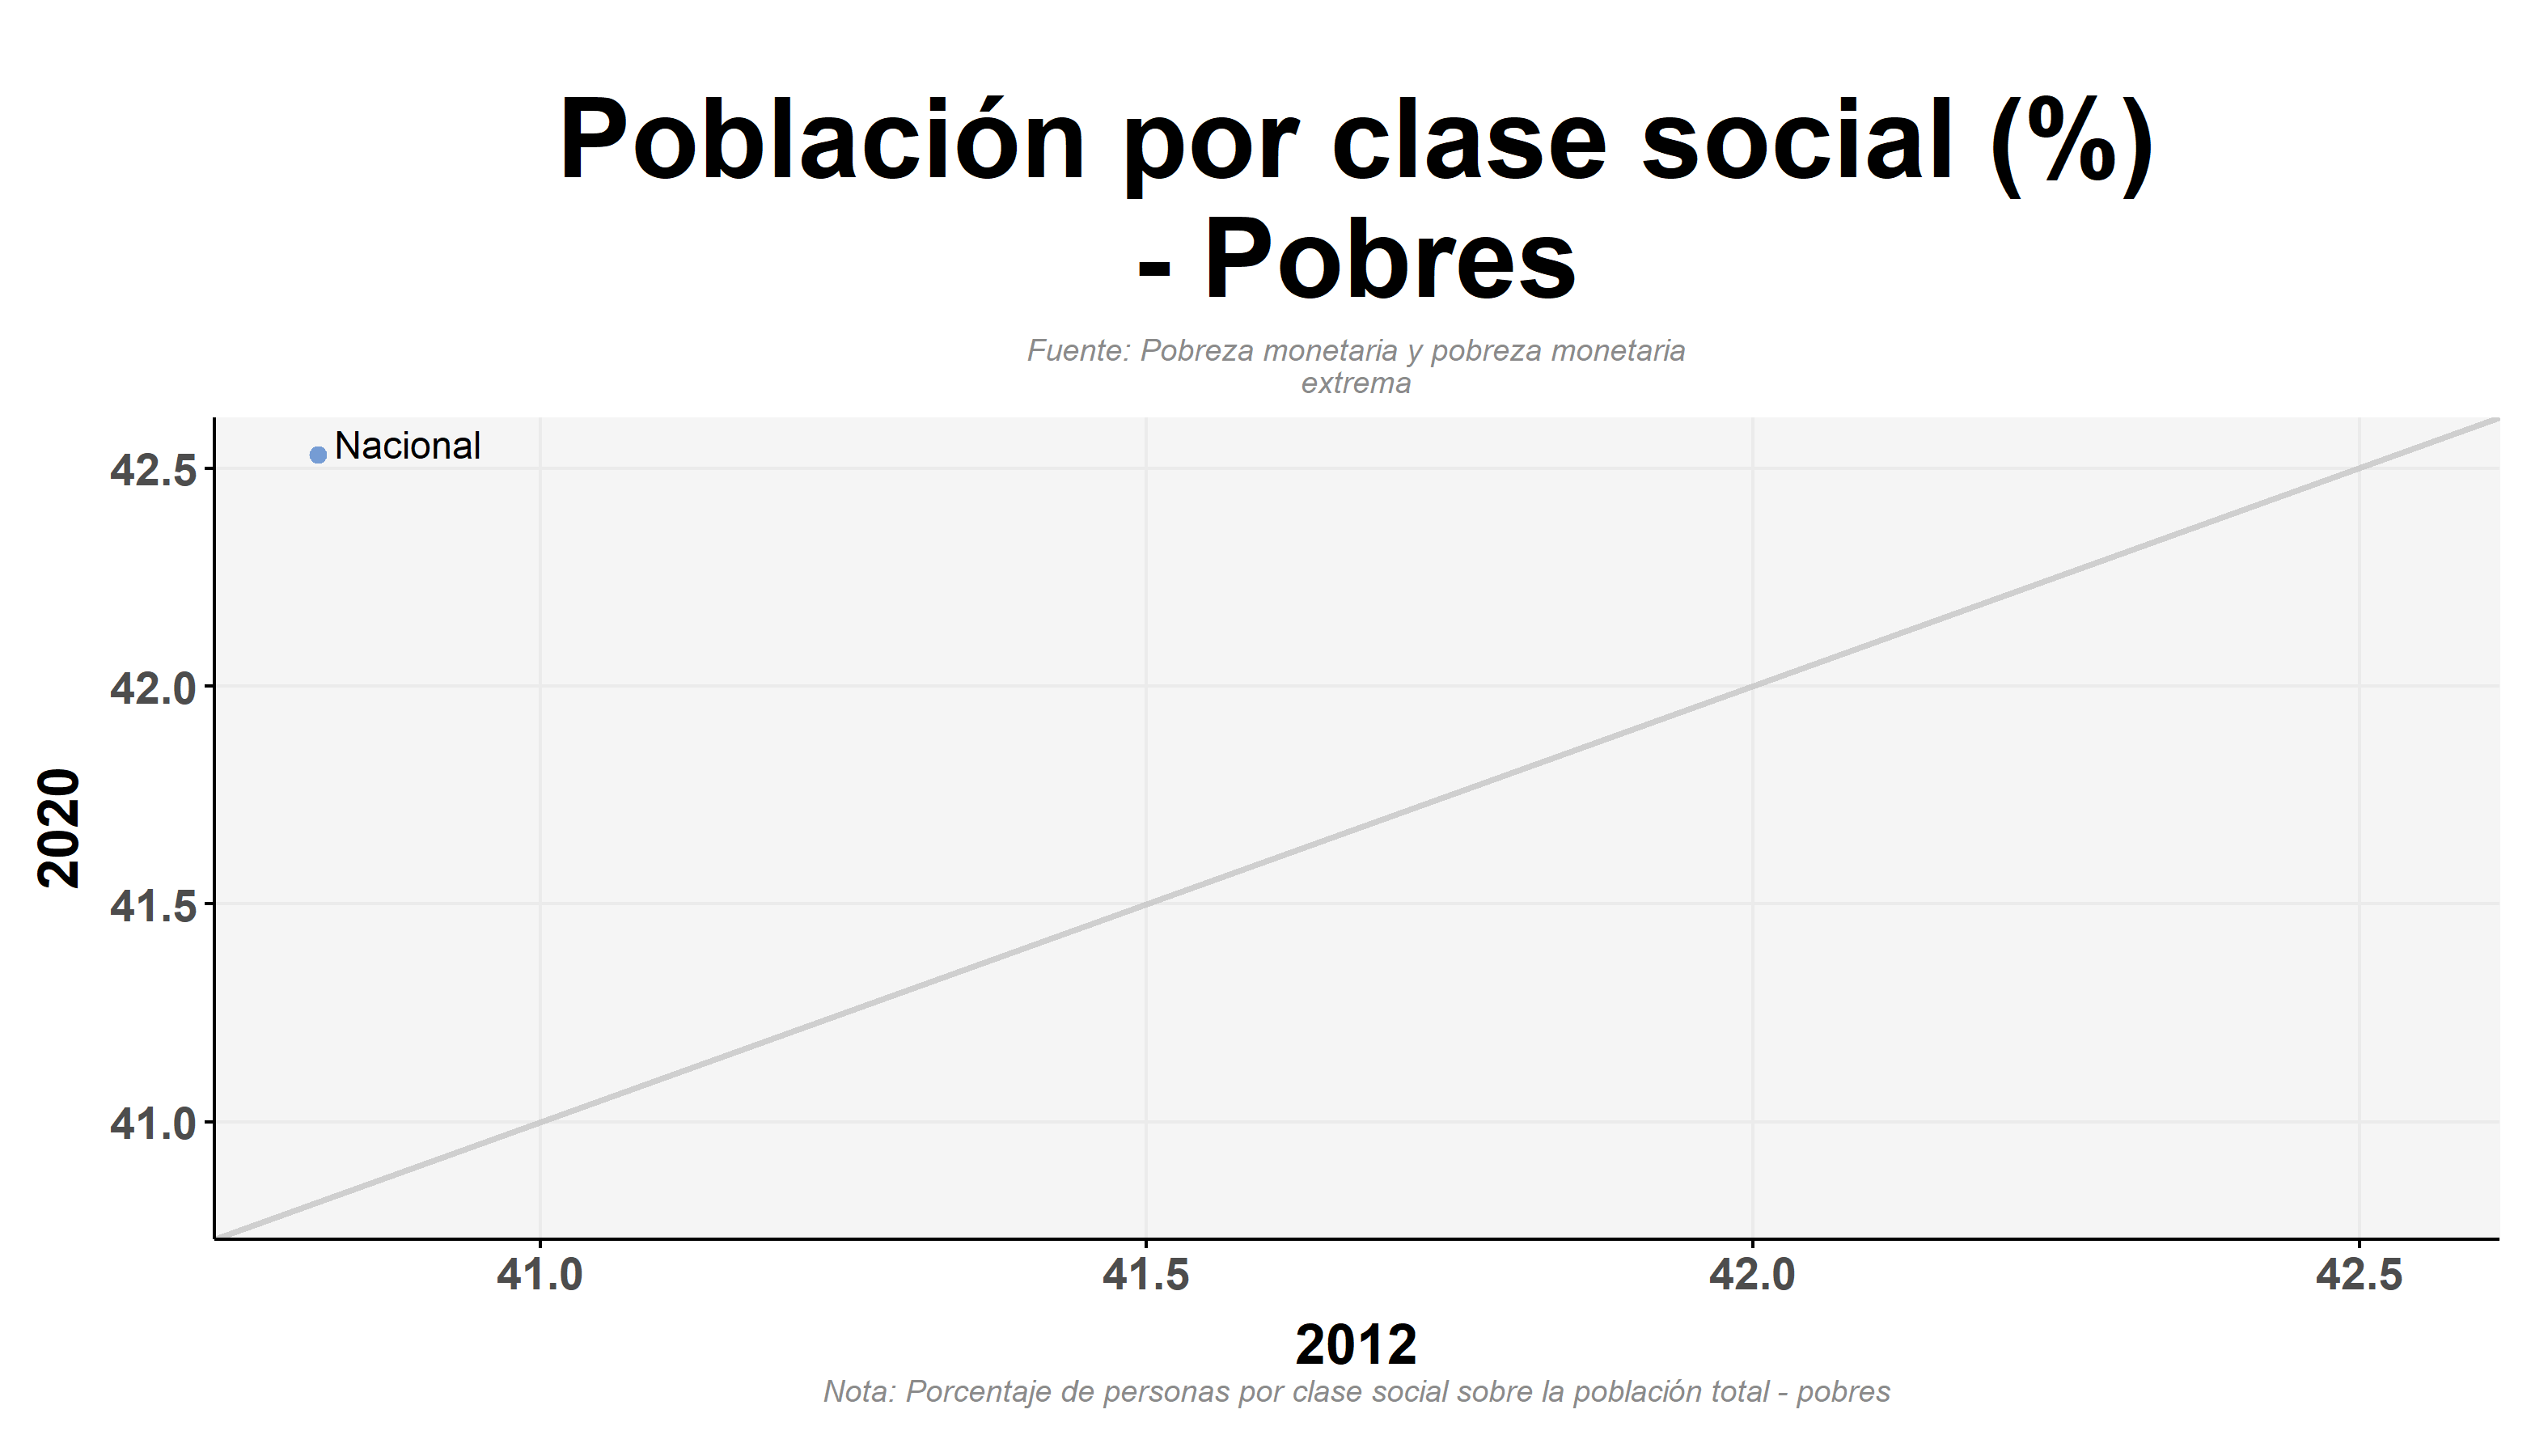 Población por clase social (%)
- Pobres
Fuente: Pobreza monetaria y pobreza monetaria
extrema
Nacional
42.5
42.0
41.5
41.0
2020
41.0
41.5
42.0
42.5
2012
Nota: Porcentaje de personas por clase social sobre la población total - pobres